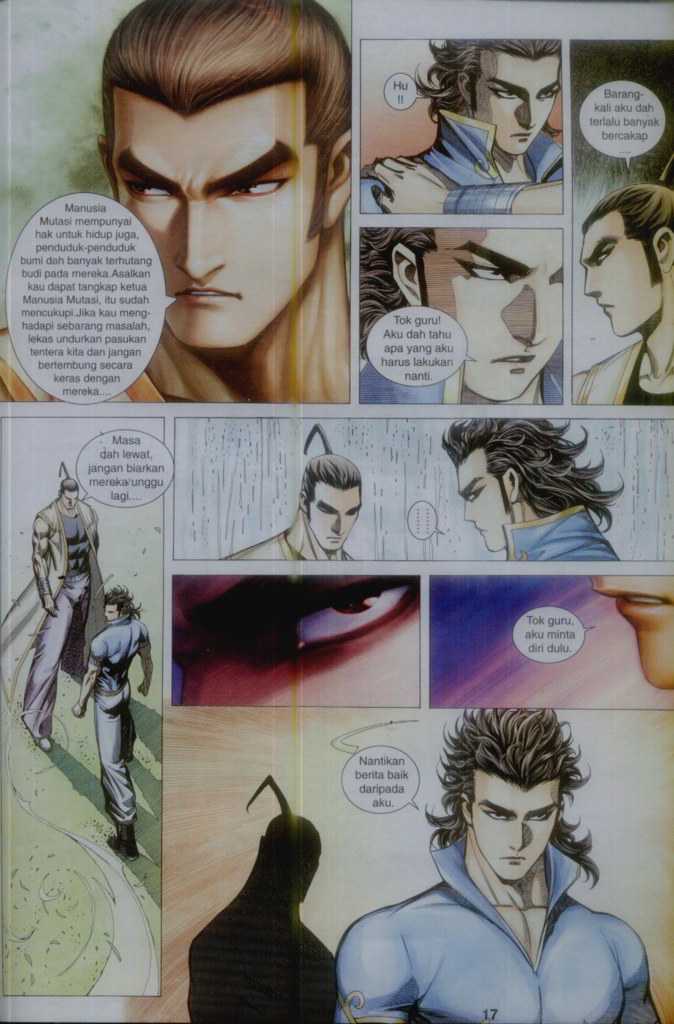 Manusia
Mutasi mempunyai
hak untuk hidup juga,
penduduk-penduduk
bumi dah banyak terhutang
budi pada mereka.Asalkan
kau dapat tangkap ketua
Manusia Mutasi, itu sudah
mencukupi.Jika kau meng-
hadapi sebarang masalah,
lekas undurkan pasukan
tentera kita dan jangan
bertembung secara
keras dengan
mereka....
Hu
!!
Barang-
kali aku dah
terlalu banyak
bercakap
....
Tok guru!
Aku dah tahu
apa yang aku
harus lakukan
nanti.
Masa
dah lewat,
jangan biarkan
mereka unggu
lagi....
Tok guru,
aku minta
diri dulu.
Nantikan
berita baik
daripada
aku.
17